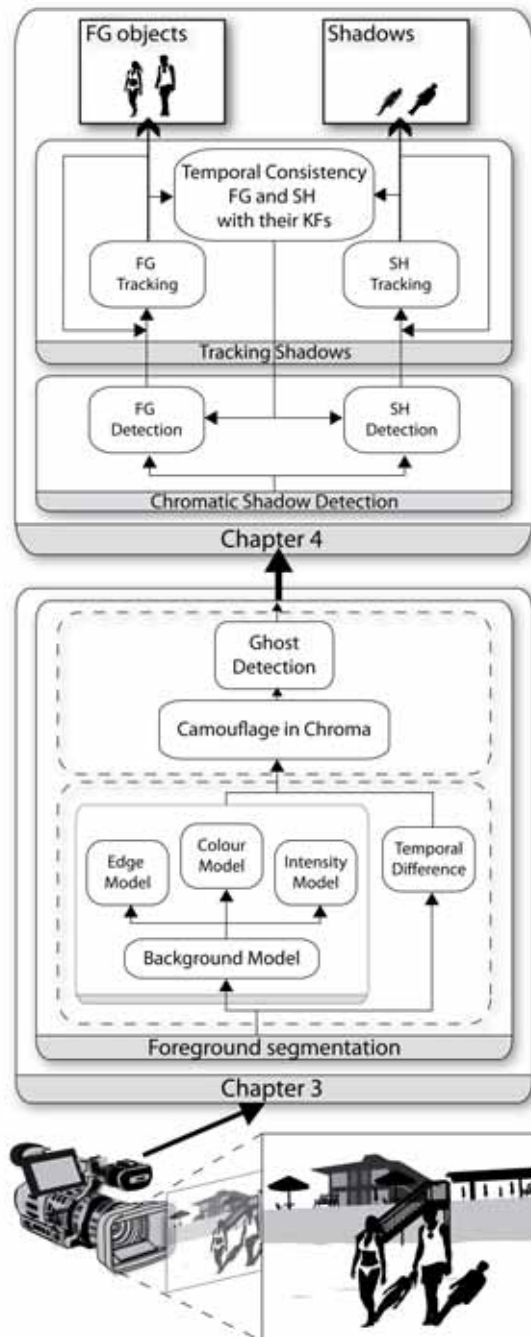 FG objects
Shadows
Temporal Consistency
FG and SH
with their KFs
FG
Tracking
SH
Tracking
Tracking Shadows
FG
Detection
SH
Detection
Chromatic Shadow Detection
Chapter 4
Ghost
Detection
Camouflage in Chroma
Edge
Model
Colour
Model
Intensity
Model
Temporal
Difference
Background Model
Foreground segmentation
Chapter 3